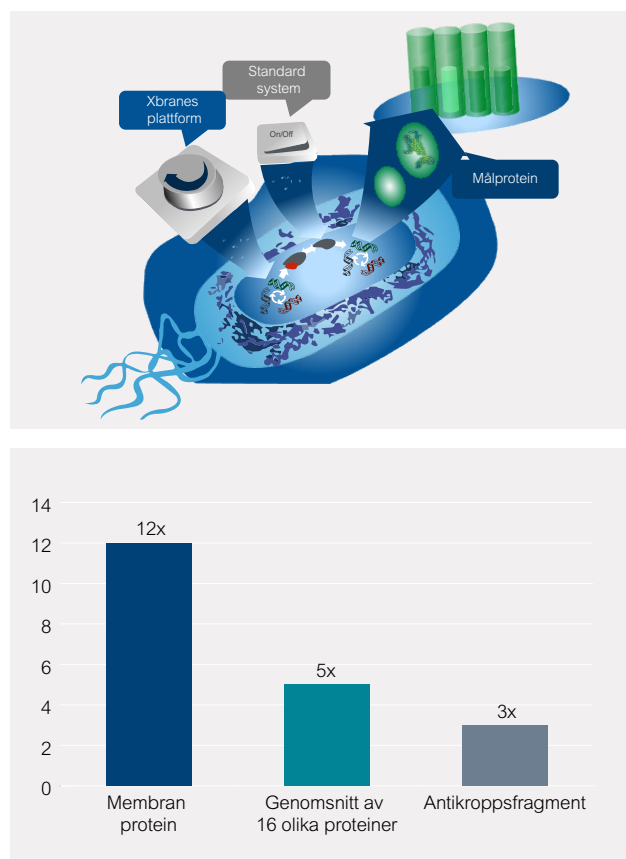 Standard
system
Xbranes
plattform
On/Off
Målprotein
14
12
10
8
6
4
2
0
12x
5x
3x
Membran
protein
Genomsnitt av
16 olika proteiner
Antikroppsfragment